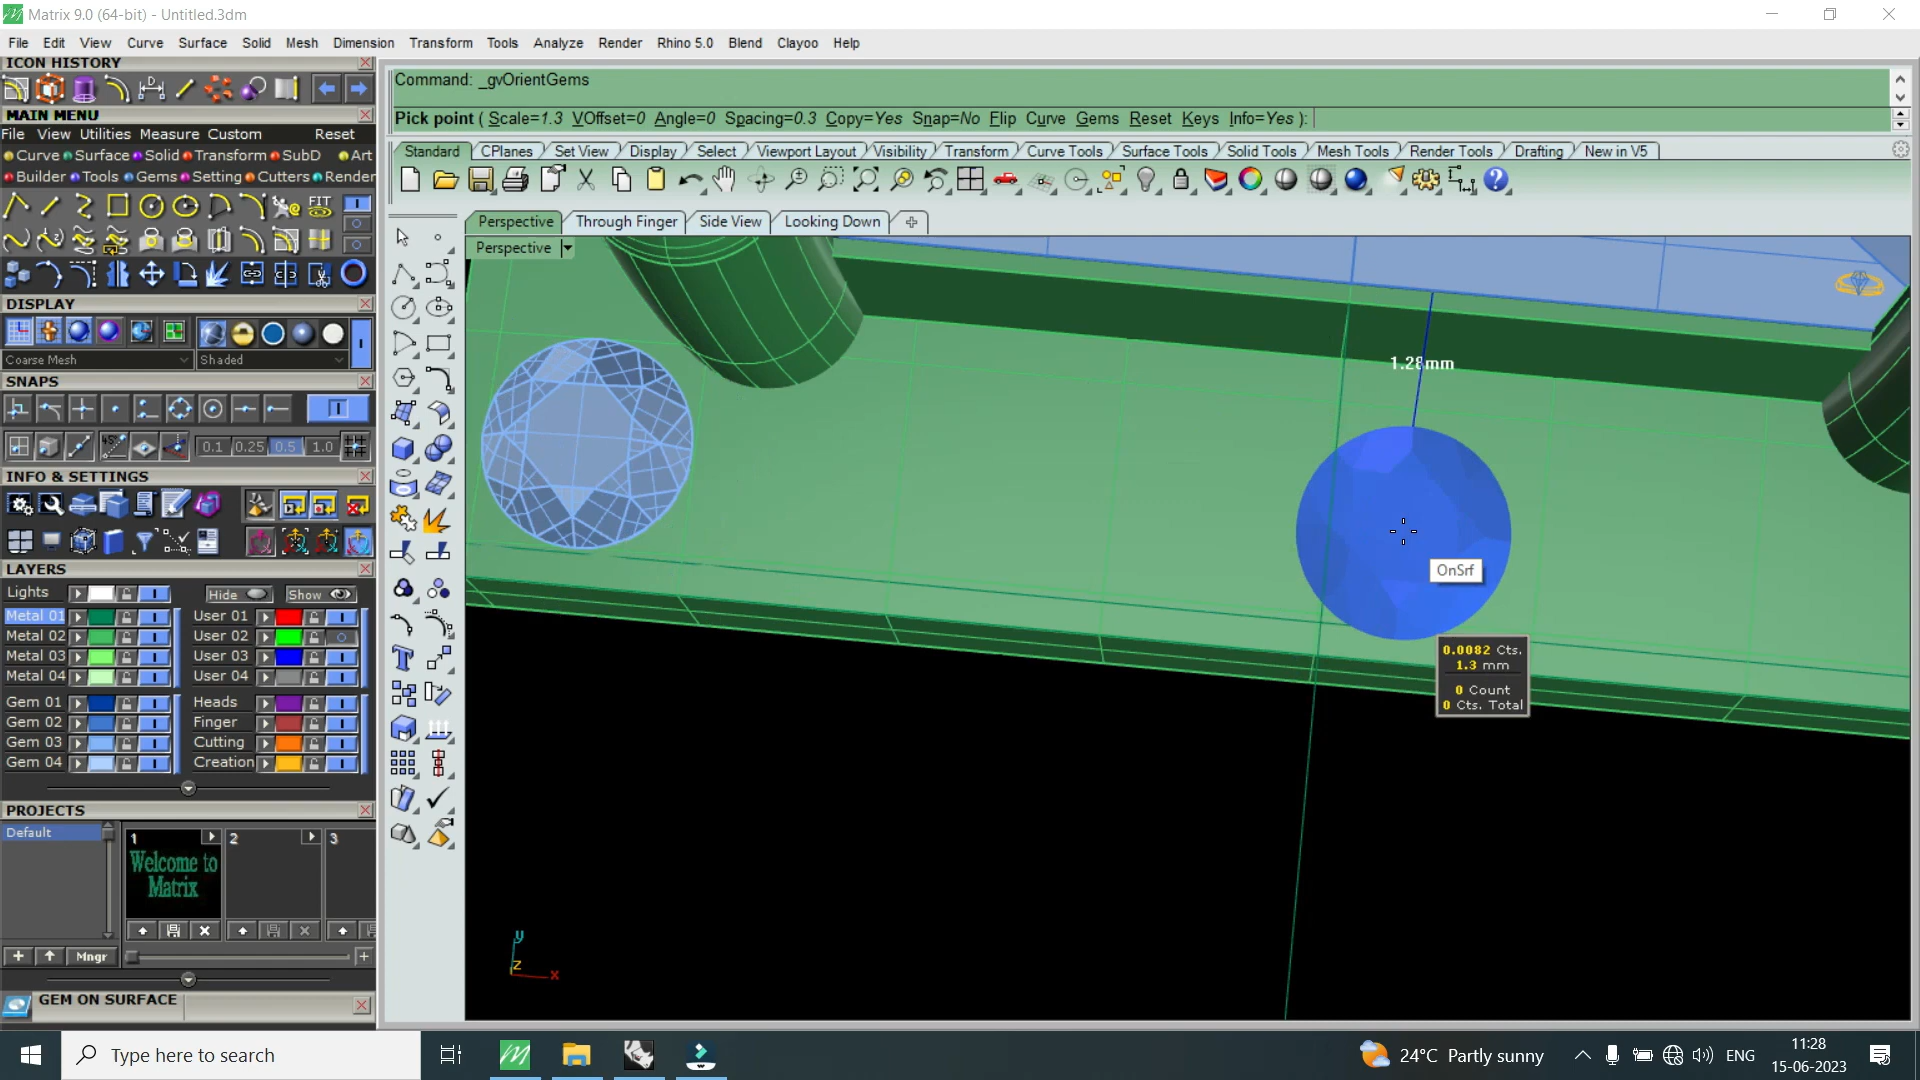 Matrix 9.0 (64-bit) - Untitled.3dm
File Edit View Curve Surface Solid Mesh Dimension Transform Tools Analyze Render Rhino 5.0 Blend Clayoo Help
ICON HISTORY
MAIN MENU
File View Utilities Measure Custom Reset
Curve Surface Solid Transform SubD Art
Builder Tools Gems Setting Cutters Render
FIT
DISPLAY
Coarse Mesh Shaded
SNAPS
0.1 0.25 0.5 1.0
INFO & SETTINGS
LAYERS
Lights Hide Show
Metal 01 User 01
Metal 02 User 02
Metal 03 User 03
Metal 04 User 04
Gem 01 Heads
Gem 02 Finger
Gem 03 Cutting
Gem 04 Creation
PROJECTS
Default
1 2 3
Welcome to
Matrix
Mngr
GEM ON SURFACE
Command: _gvOrientGems
Pick point ( Scale=1.3 VOffset=0 Angle=0 Spacing=0.3 Copy=Yes Snap=No Flip Curve Gems Reset Keys Info=Yes ):
Standard CPlanes Set View Display Select Viewport Layout Visibility Transform Curve Tools Surface Tools Solid Tools Mesh Tools Render Tools Drafting New in V5
Perspective Through Finger Side View Looking Down
Perspective
1.28mm
OnSrf
0.0082 Cts.
1.3 mm
0 Count
0 Cts. Total
y
z x
Type here to search
24°C Partly sunny
ENG
11:28
15-06-2023